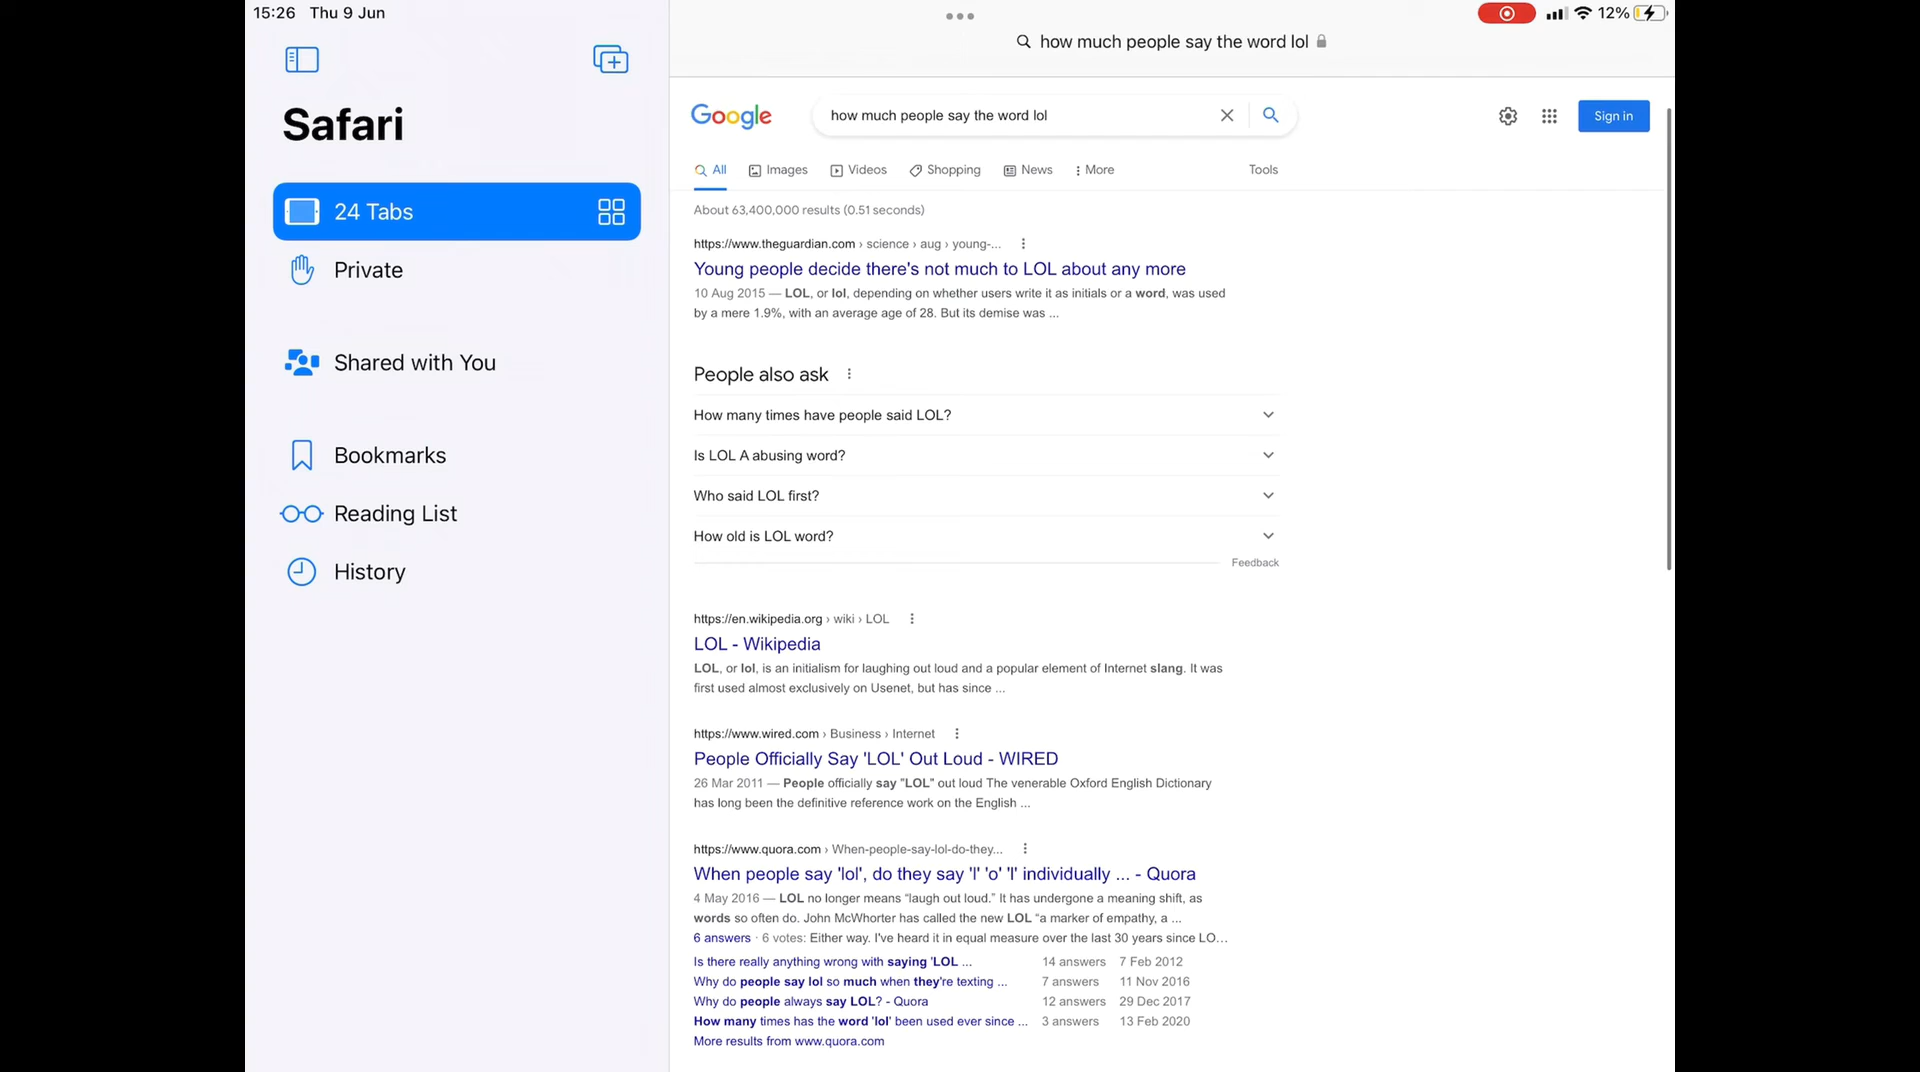 15:26 Thu 9 Jun
12%
Safari
24 Tabs
Private
Shared with You
Bookmarks
Reading List
History
how much people say the word lol
Google
how much people say the word lol
Sign in
All Images Videos Shopping News More Tools
About 63,400,000 results (0.51 seconds)
https://www.theguardian.com › science › aug › young-...
Young people decide there's not much to LOL about any more
10 Aug 2015 — LOL, or lol, depending on whether users write it as initials or a word, was used
by a mere 1.9%, with an average age of 28. But its demise was ...
People also ask
How many times have people said LOL?
Is LOL A abusing word?
Who said LOL first?
How old is LOL word?
Feedback
https://en.wikipedia.org › wiki › LOL
LOL - Wikipedia
LOL, or lol, is an initialism for laughing out loud and a popular element of Internet slang. It was
first used almost exclusively on Usenet, but has since ...
https://www.wired.com › Business › Internet
People Officially Say 'LOL' Out Loud - WIRED
26 Mar 2011 — People officially say "LOL" out loud The venerable Oxford English Dictionary
has long been the definitive reference work on the English ...
https://www.quora.com › When-people-say-lol-do-they...
When people say 'lol', do they say 'l' 'o' 'l' individually ... - Quora
4 May 2016 — LOL no longer means “laugh out loud.” It has undergone a meaning shift, as
words so often do. John McWhorter has called the new LOL “a marker of empathy, a ...
6 answers · 6 votes: Either way. I've heard it in equal measure over the last 30 years since LO...
Is there really anything wrong with saying 'LOL ... 14 answers 7 Feb 2012
Why do people say lol so much when they're texting ... 7 answers 11 Nov 2016
Why do people always say LOL? - Quora 12 answers 29 Dec 2017
How many times has the word 'lol' been used ever since ... 3 answers 13 Feb 2020
More results from www.quora.com